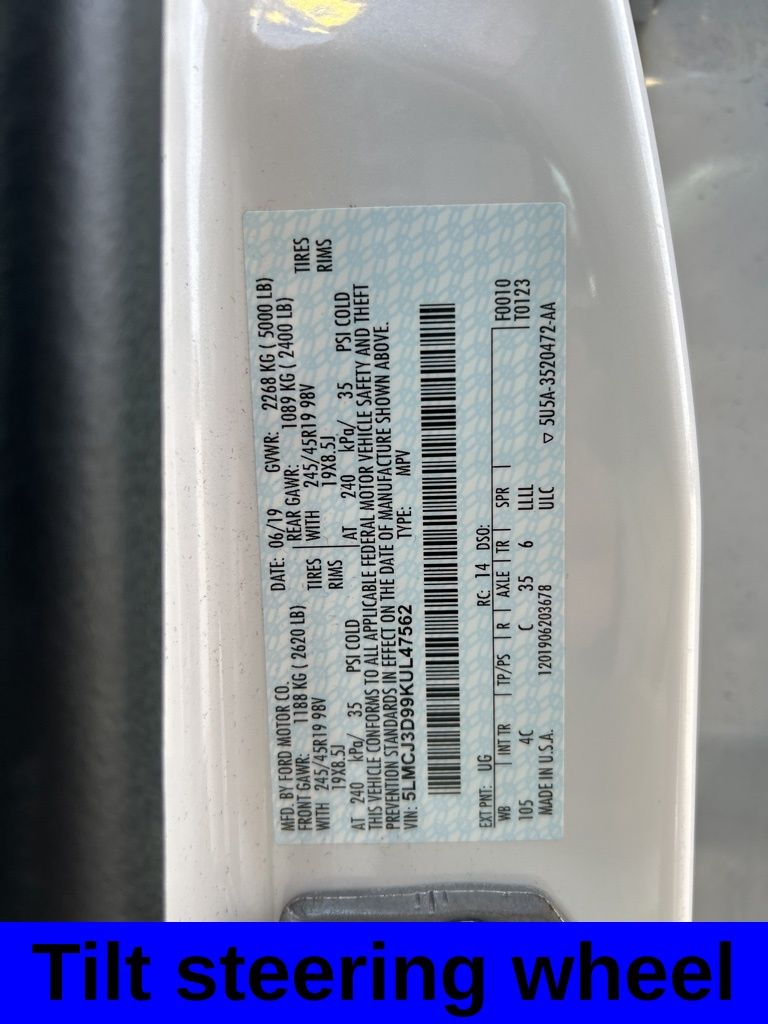 MFD. BY FORD MOTOR CO. DATE: 06/19 GVWR: 2268 KG ( 5000 LB)
FRONT GAWR: 1188 KG ( 2620 LB) REAR GAWR: 1089 KG ( 2400 LB)
WITH 245/45R19 98V TIRES WITH 245/45R19 98V TIRES
19X8.5J RIMS 19X8.5J RIMS
AT 240 kPa/ 35 PSI COLD AT 240 kPa/ 35 PSI COLD
THIS VEHICLE CONFORMS TO ALL APPLICABLE FEDERAL MOTOR VEHICLE SAFETY AND THEFT
PREVENTION STANDARDS IN EFFECT ON THE DATE OF MANUFACTURE SHOWN ABOVE.
VIN: 5LMCJ3D99KUL47562 TYPE: MPV
EXT PNT: UG RC: 14 DSO: F0010
WB INT TR TP/PS R AXLE TR SPR T0123
105 4C C 35 6 LLLL
MADE IN U.S.A. 1201906203678 ULC ▽ 5U5A-3520472-AA
Tilt steering wheel